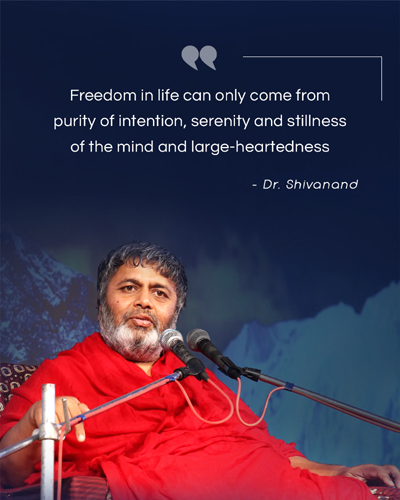 Freedom in life can only come from
purity of intention, serenity and stillness
of the mind and large-heartedness
- Dr. Shivanand